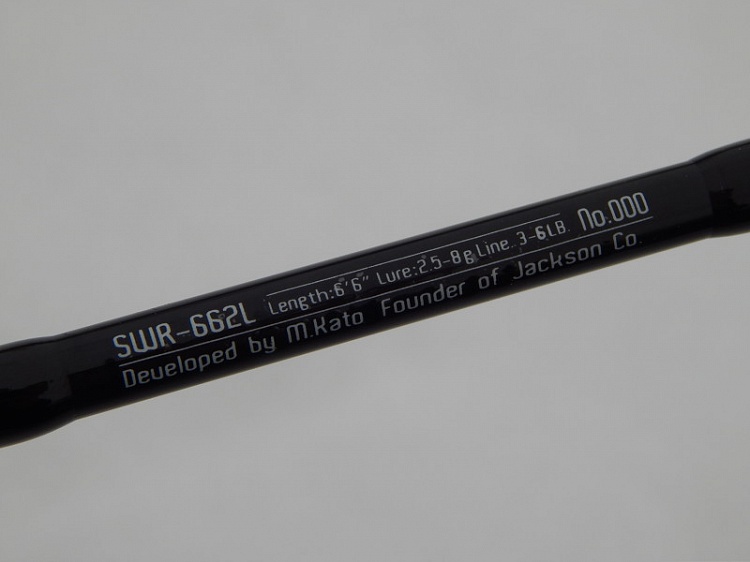 SWR-662L Length:6'6" Lure:2.5-8g Line.3-6LB. No.000
Developed by M.Kato Founder of Jackson Co.